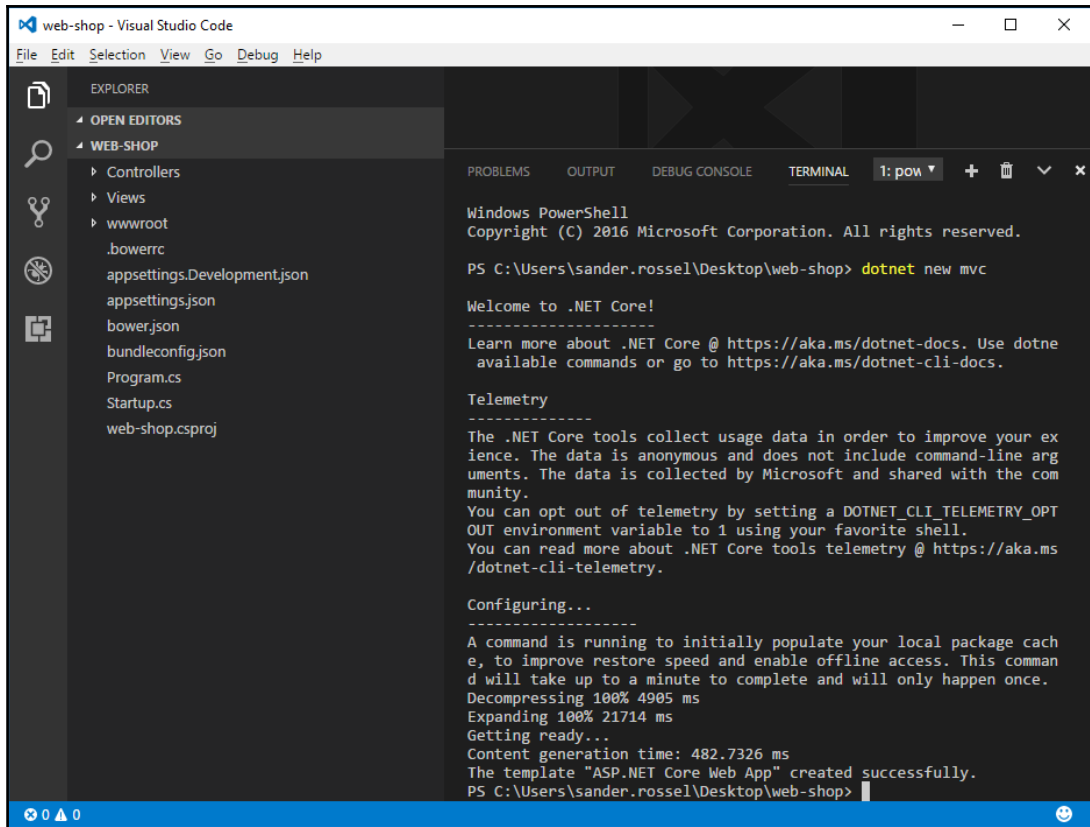 web-shop - Visual Studio Code
File Edit Selection View Go Debug Help
EXPLORER
OPEN EDITORS
WEB-SHOP
Controllers
Views
wwwroot
.bowerrc
appsettings.Development.json
appsettings.json
bower.json
bundleconfig.json
Program.cs
Startup.cs
web-shop.csproj
PROBLEMS OUTPUT DEBUG CONSOLE TERMINAL 1: pow
Windows PowerShell
Copyright (C) 2016 Microsoft Corporation. All rights reserved.
PS C:\Users\sander.rossel\Desktop\web-shop> dotnet new mvc
Welcome to .NET Core!
----------------------
Learn more about .NET Core @ https://aka.ms/dotnet-docs. Use dotne
available commands or go to https://aka.ms/dotnet-cli-docs.
Telemetry
--------------
The .NET Core tools collect usage data in order to improve your ex
ience. The data is anonymous and does not include command-line arg
uments. The data is collected by Microsoft and shared with the com
munity.
You can opt out of telemetry by setting a DOTNET_CLI_TELEMETRY_OPT
OUT environment variable to 1 using your favorite shell.
You can read more about .NET Core tools telemetry @ https://aka.ms
/dotnet-cli-telemetry.
Configuring...
-------------------
A command is running to initially populate your local package cach
e, to improve restore speed and enable offline access. This comman
d will take up to a minute to complete and will only happen once.
Decompressing 100% 4905 ms
Expanding 100% 21714 ms
Getting ready...
Content generation time: 482.7326 ms
The template "ASP.NET Core Web App" created successfully.
PS C:\Users\sander.rossel\Desktop\web-shop>
0 0